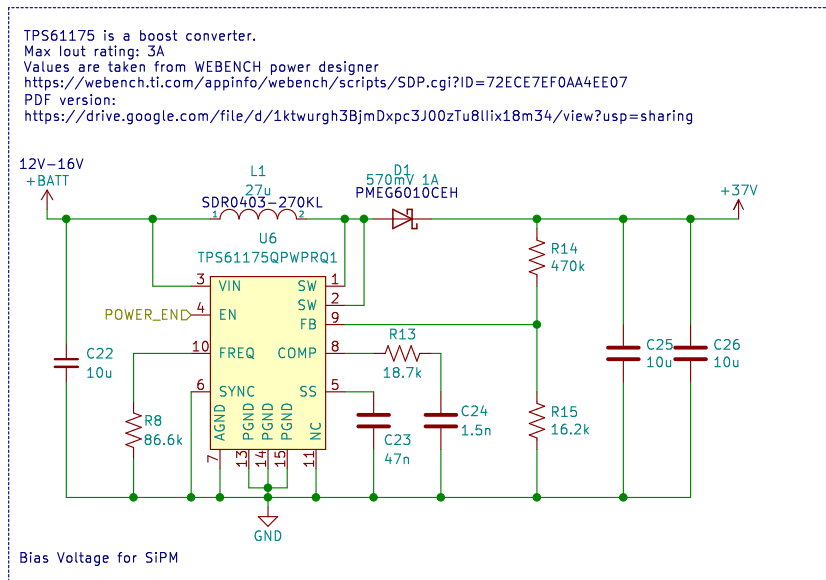 TPS61175 is a boost converter.
Max Iout rating: 3A
Values are taken from WEBENCH power designer
https://webench.ti.com/appinfo/webench/scripts/SDP.cgi?ID=72ECE7EF0AA4EE07
PDF version:
https://drive.google.com/file/d/1ktwurgh3BjmDxpc3J00zTu8lIix18m34/view?usp=sharing
12V-16V
+BATT
L1
27u
SDR0403-270KL
1
2
D1
570mV 1A
PMEG6010CEH
+37V
U6
TPS61175QPWPRQ1
R14
470k
3
VIN
SW
1
SW
2
POWER_EN
4
EN
FB
9
10
FREQ
COMP
8
R13
18.7k
C22
10u
C25
10u
C26
10u
6
SYNC
SS
5
R8
86.6k
AGND
PGND
PGND
PGND
NC
7
13
14
15
11
C23
47n
C24
1.5n
R15
16.2k
GND
Bias Voltage for SiPM